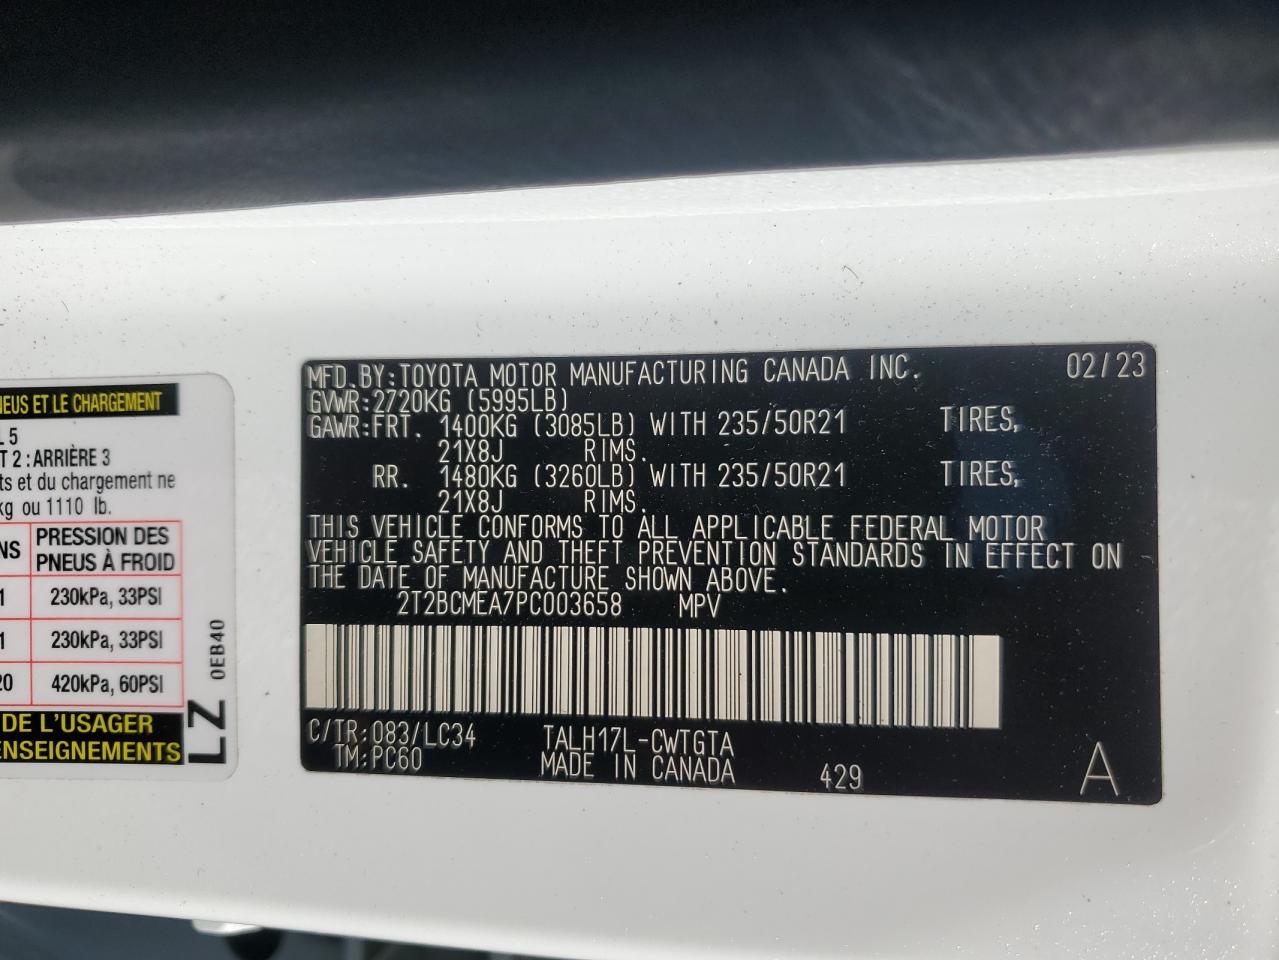 NEUS ET LE CHARGEMENT
L 5
T 2 : ARRIÈRE 3
ts et du chargement ne
kg ou 1110 lb.
NS PRESSION DES
PNEUS À FROID
1 230kPa, 33PSI
1 230kPa, 33PSI
20 420kPa, 60PSI
DE L'USAGER
ENSEIGNEMENTS
LZ 0EB40
MFD.BY:TOYOTA MOTOR MANUFACTURING CANADA INC. 02/23
GVWR:2720KG (5995LB)
GAWR:FRT. 1400KG (3085LB) WITH 235/50R21 TIRES,
21X8J RIMS.
RR. 1480KG (3260LB) WITH 235/50R21 TIRES,
21X8J RIMS.
THIS VEHICLE CONFORMS TO ALL APPLICABLE FEDERAL MOTOR
VEHICLE SAFETY AND THEFT PREVENTION STANDARDS IN EFFECT ON
THE DATE OF MANUFACTURE SHOWN ABOVE.
2T2BCMEA7PC003658 MPV
C/TR:083/LC34 TALH17L-CWTGTA
TM:PC60 MADE IN CANADA 429 A